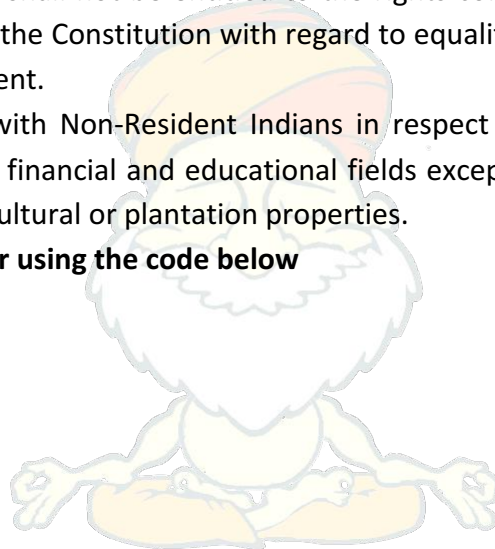 the Constitution with regard to equalit
ent.
with Non-Resident Indians in respect
financial and educational fields excep
ultural or plantation properties.
r using the code below